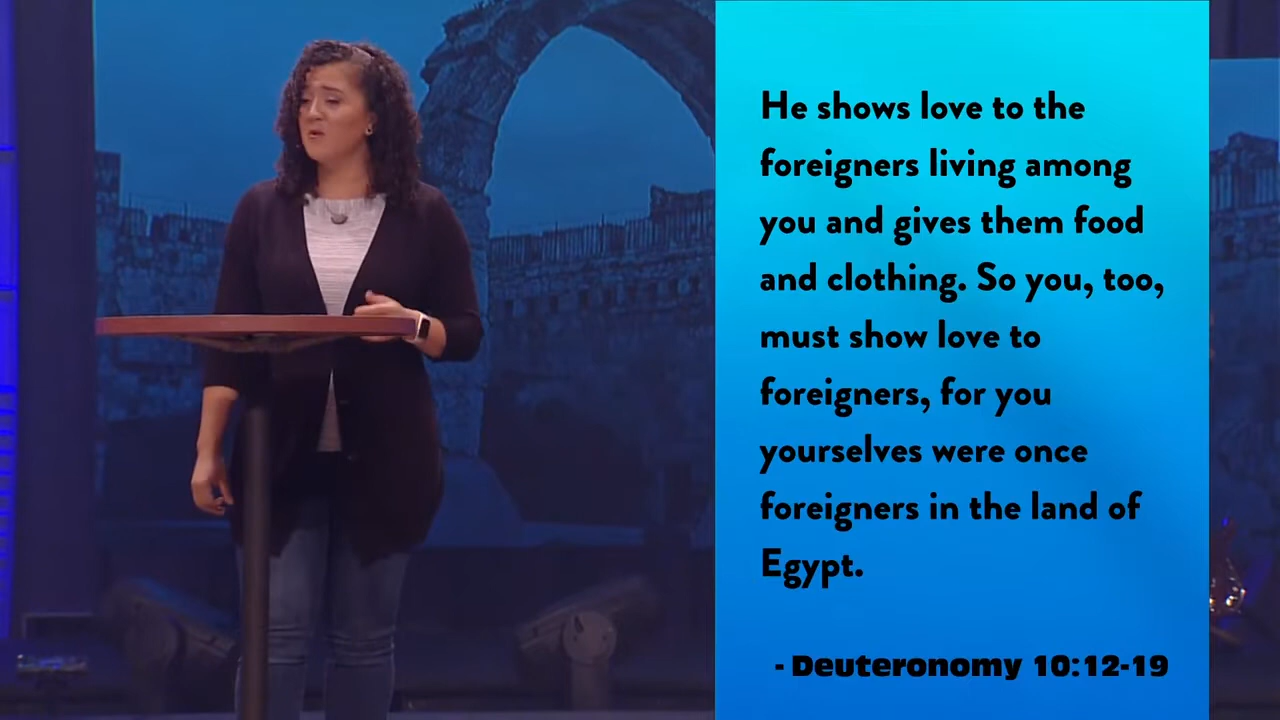 He shows love to the
foreigners living among
you and gives them food
and clothing. So you, too,
must show love to
foreigners, for you
yourselves were once
foreigners in the land of
Egypt.
- Deuteronomy 10:12-19